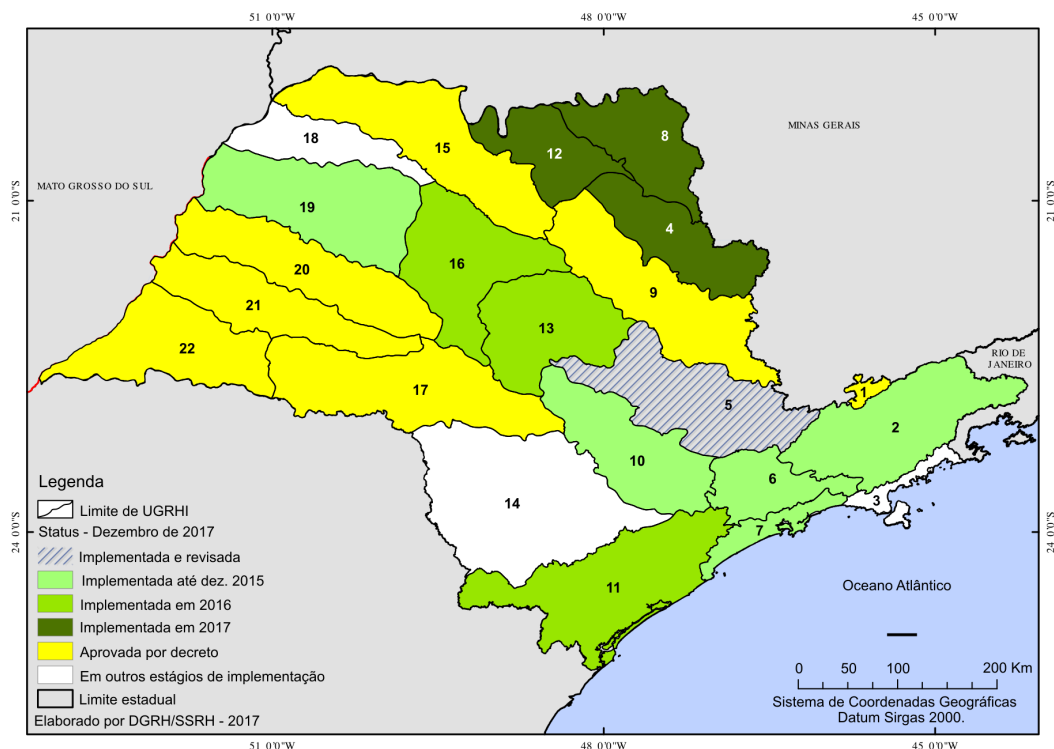 51 0'0"W
48 0'0"W
45 0'0"W
MINAS GERAIS
MATO GROSSO DO SUL
21 0'0"S
21 0'0"S
RIO DE
JANEIRO
24 0'0"S
24 0'0"S
18
15
12
8
19
4
20
16
9
21
13
22
17
1
5
2
10
6
14
3
7
11
Oceano Atlântico
Legenda
Limite de UGRHI
Status - Dezembro de 2017
Implementada e revisada
Implementada até dez. 2015
Implementada em 2016
Implementada em 2017
Aprovada por decreto
Em outros estágios de implementação
Limite estadual
Elaborado por DGRH/SSRH - 2017
0 50 100 200 Km
Sistema de Coordenadas Geográficas
Datum Sirgas 2000.
51 0'0"W
48 0'0"W
45 0'0"W